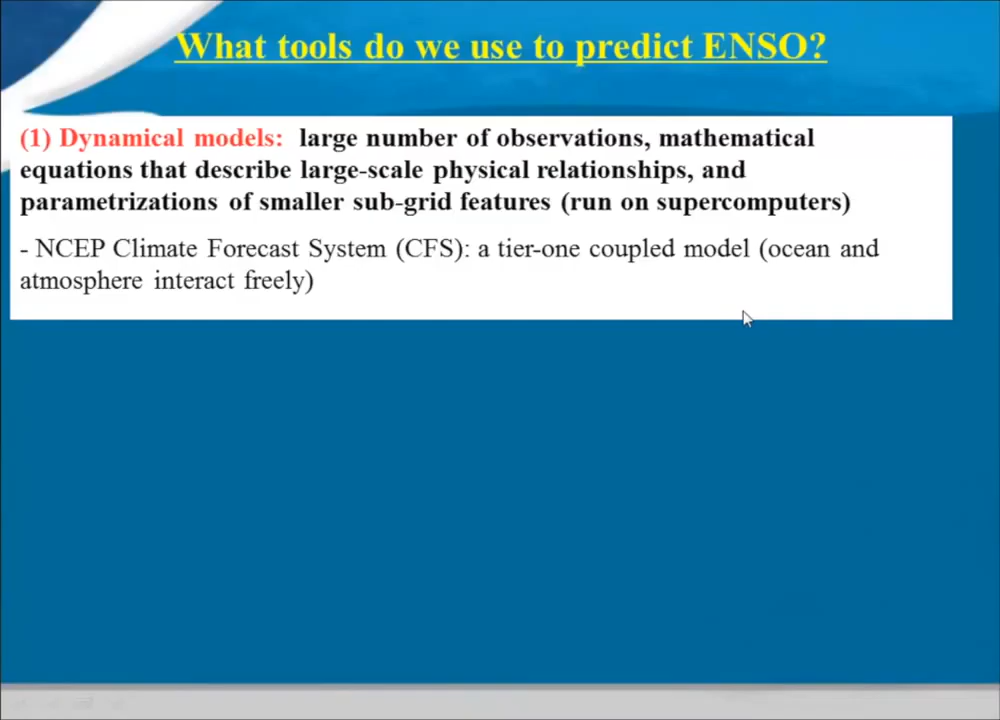 What tools do we use to predict ENSO?
(1) Dynamical models: large number of observations, mathematical
equations that describe large-scale physical relationships, and
parametrizations of smaller sub-grid features (run on supercomputers)
- NCEP Climate Forecast System (CFS): a tier-one coupled model (ocean and
atmosphere interact freely)